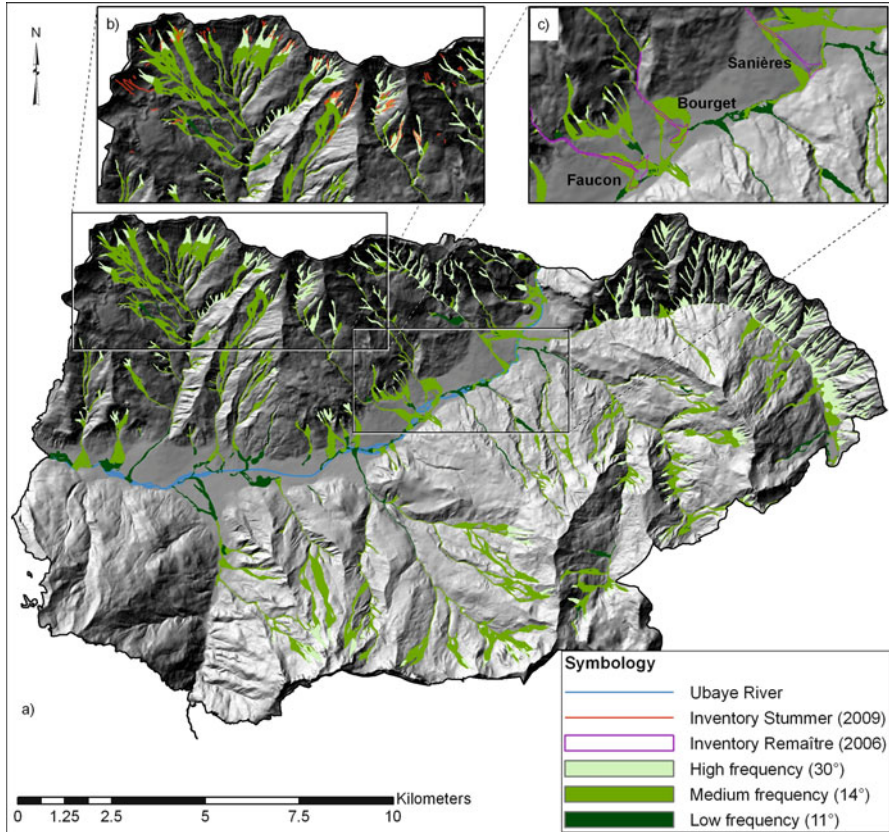 N
b)
c)
Sanières
Bourget
Faucon
a)
Symbology
Ubaye River
Inventory Stummer (2009)
Inventory Remaître (2006)
High frequency (30°)
Medium frequency (14°)
Low frequency (11°)
Kilometers
0 1.25 2.5 5 7.5 10